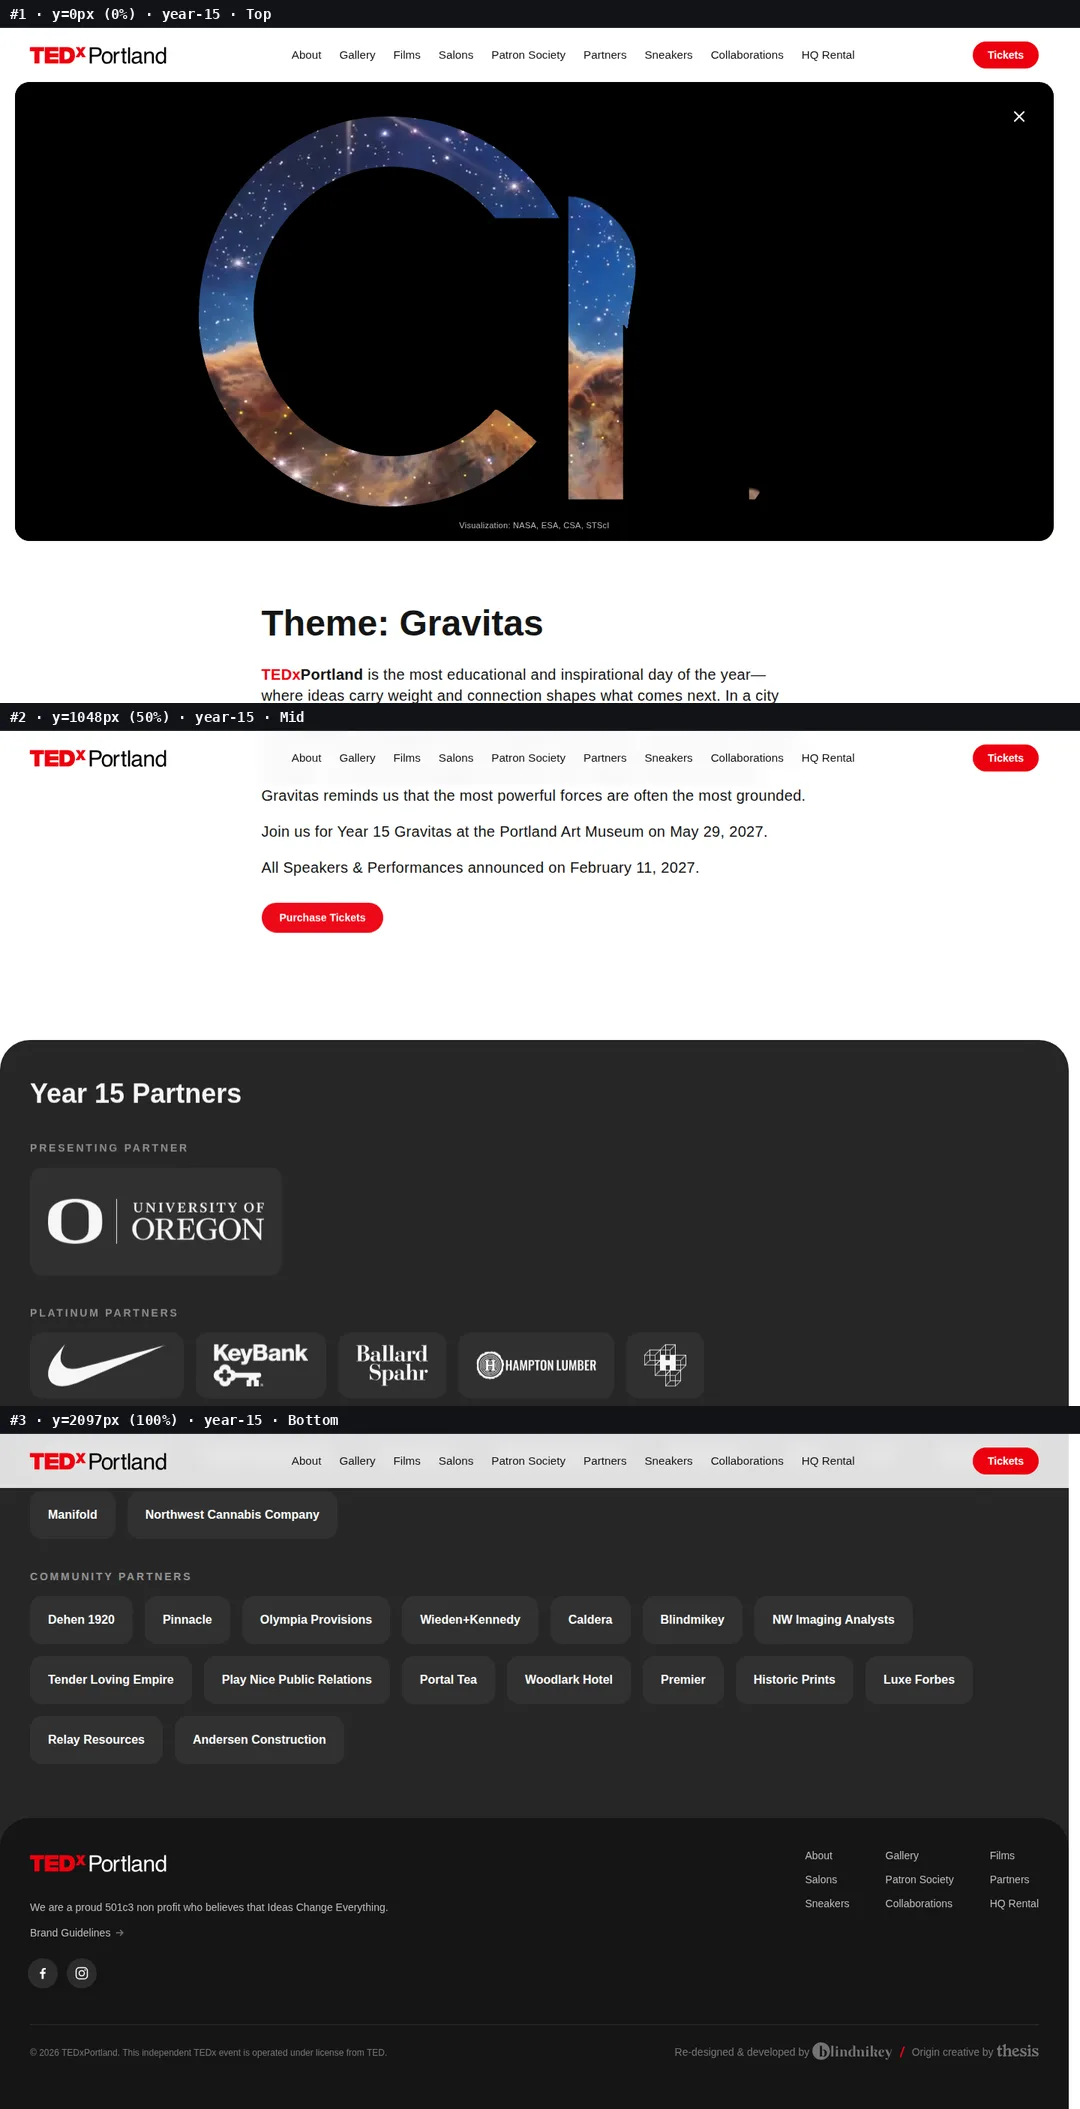 #1 · y=0px (0%) · year-15 · Top
TEDxPortland
About Gallery Films Salons Patron Society Partners Sneakers Collaborations HQ Rental
Tickets
Visualization: NASA, ESA, CSA, STScI
Theme: Gravitas
TEDxPortland is the most educational and inspirational day of the year—
where ideas carry weight and connection shapes what comes next. In a city
#2 · y=1048px (50%) · year-15 · Mid
TEDxPortland
About Gallery Films Salons Patron Society Partners Sneakers Collaborations HQ Rental
Tickets
Gravitas reminds us that the most powerful forces are often the most grounded.
Join us for Year 15 Gravitas at the Portland Art Museum on May 29, 2027.
All Speakers & Performances announced on February 11, 2027.
Purchase Tickets
Year 15 Partners
PRESENTING PARTNER
O UNIVERSITY OF
OREGON
PLATINUM PARTNERS
KeyBank
Ballard
Spahr
H HAMPTON LUMBER
H
#3 · y=2097px (100%) · year-15 · Bottom
TEDxPortland
About Gallery Films Salons Patron Society Partners Sneakers Collaborations HQ Rental
Tickets
Manifold
Northwest Cannabis Company
COMMUNITY PARTNERS
Dehen 1920
Pinnacle
Olympia Provisions
Wieden+Kennedy
Caldera
Blindmikey
NW Imaging Analysts
Tender Loving Empire
Play Nice Public Relations
Portal Tea
Woodlark Hotel
Premier
Historic Prints
Luxe Forbes
Relay Resources
Andersen Construction
TEDxPortland
We are a proud 501c3 non profit who believes that Ideas Change Everything.
Brand Guidelines →
About Gallery Films
Salons Patron Society Partners
Sneakers Collaborations HQ Rental
© 2026 TEDxPortland. This independent TEDx event is operated under license from TED.
Re-designed & developed by blindnikey / Origin creative by thesis